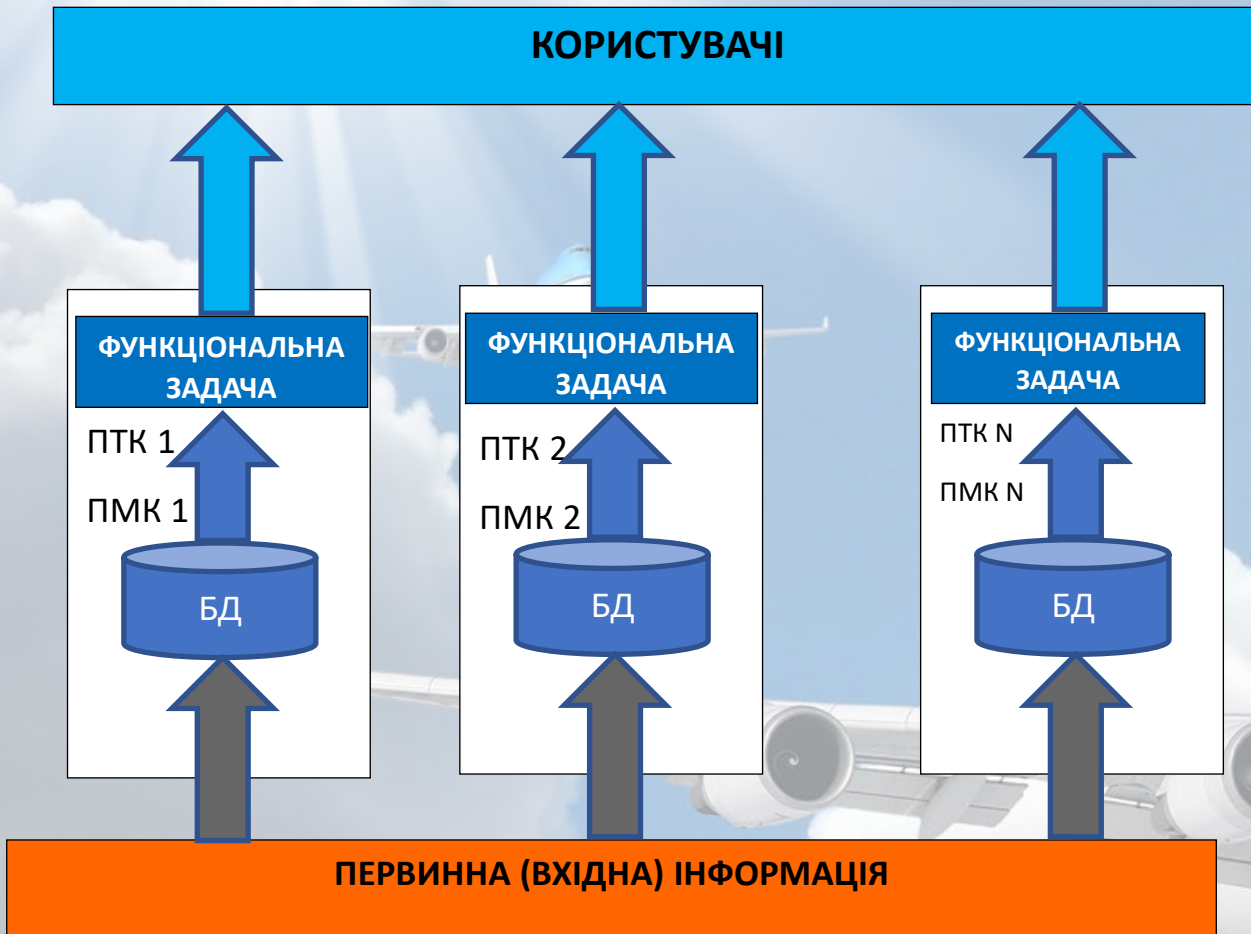 КОРИСТУВАЧІ
ФУНКЦІОНАЛЬНА
ЗАДАЧА
ПТК 1
ПМК 1
БД
ФУНКЦІОНАЛЬНА
ЗАДАЧА
ПТК 2
ПМК 2
БД
ФУНКЦІОНАЛЬНА
ЗАДАЧА
ПТК N
ПМК N
БД
ПЕРВИННА (ВХІДНА) ІНФОРМАЦІЯ